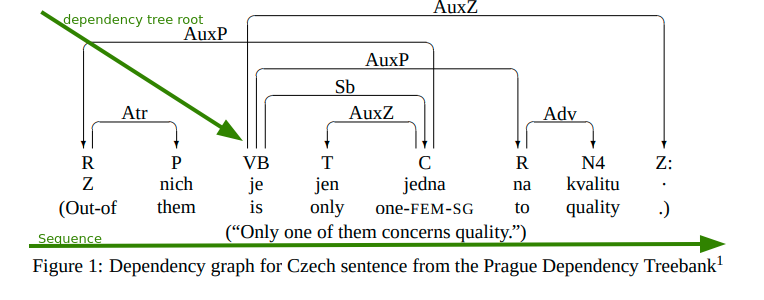 AuxZ
dependency tree root
AuxP
AuxP
Sb
Atr AuxZ Adv
R P VB T C R N4 Z:
Z nich je jen jedna na kvalitu .
(Out-of them is only one-FEM-SG to quality .)
(“Only one of them concerns quality.”)
Sequence
Figure 1: Dependency graph for Czech sentence from the Prague Dependency Treebank1